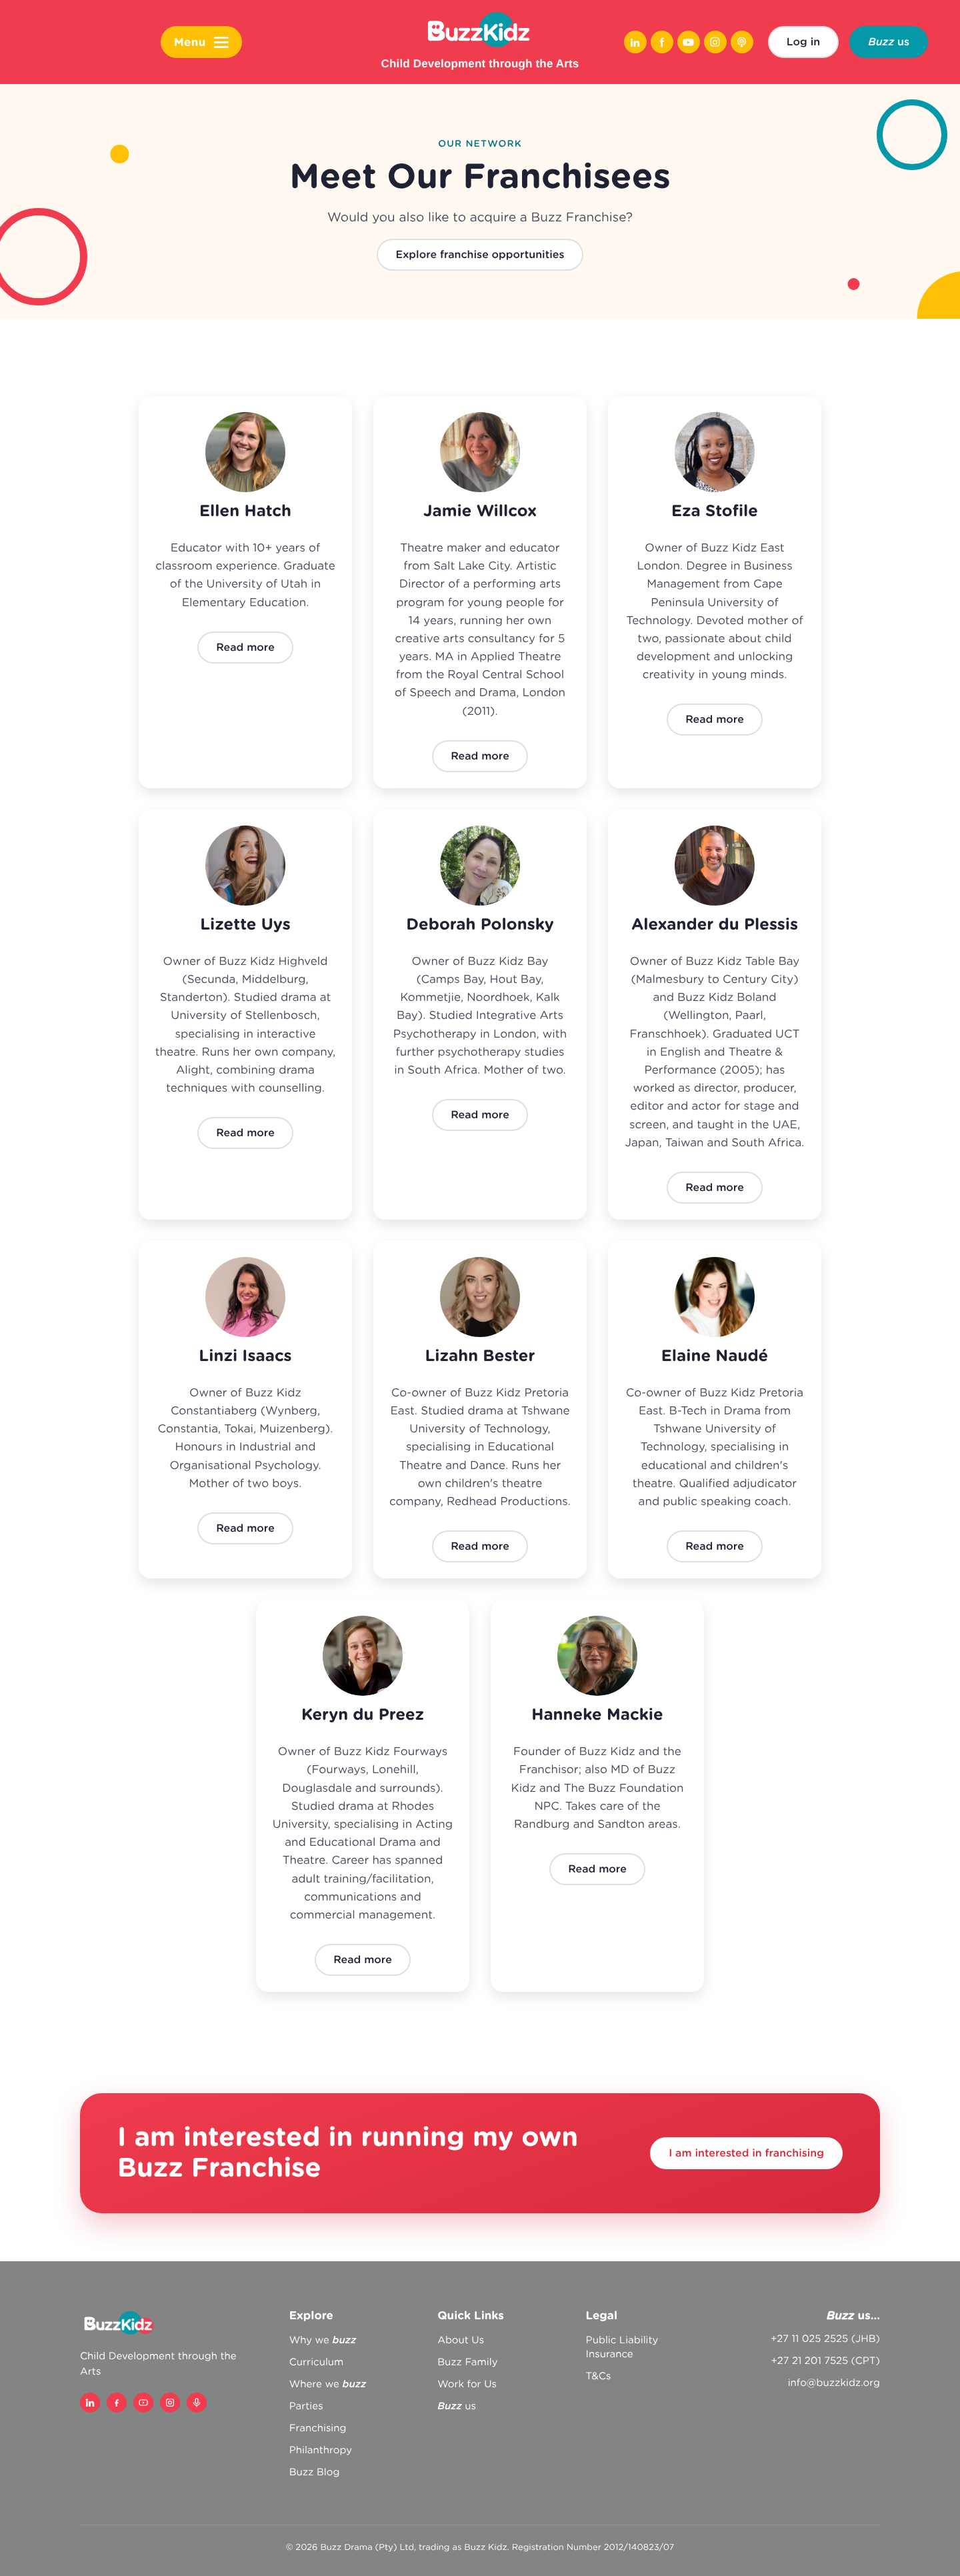 Menu
BuzzKidz
Child Development through the Arts
Log in
Buzz us
OUR NETWORK
Meet Our Franchisees
Would you also like to acquire a Buzz Franchise?
Explore franchise opportunities
Ellen Hatch
Educator with 10+ years of
classroom experience. Graduate
of the University of Utah in
Elementary Education.
Read more
Jamie Willcox
Theatre maker and educator
from Salt Lake City. Artistic
Director of a performing arts
program for young people for
14 years, running her own
creative arts consultancy for 5
years. MA in Applied Theatre
from the Royal Central School
of Speech and Drama, London
(2011).
Read more
Eza Stofile
Owner of Buzz Kidz East
London. Degree in Business
Management from Cape
Peninsula University of
Technology. Devoted mother of
two, passionate about child
development and unlocking
creativity in young minds.
Read more
Lizette Uys
Owner of Buzz Kidz Highveld
(Secunda, Middelburg,
Standerton). Studied drama at
University of Stellenbosch,
specialising in interactive
theatre. Runs her own company,
Alight, combining drama
techniques with counselling.
Read more
Deborah Polonsky
Owner of Buzz Kidz Bay
(Camps Bay, Hout Bay,
Kommetjie, Noordhoek, Kalk
Bay). Studied Integrative Arts
Psychotherapy in London, with
further psychotherapy studies
in South Africa. Mother of two.
Read more
Alexander du Plessis
Owner of Buzz Kidz Table Bay
(Malmesbury to Century City)
and Buzz Kidz Boland
(Wellington, Paarl,
Franschhoek). Graduated UCT
in English and Theatre &
Performance (2005); has
worked as director, producer,
editor and actor for stage and
screen, and taught in the UAE,
Japan, Taiwan and South Africa.
Read more
Linzi Isaacs
Owner of Buzz Kidz
Constantiaberg (Wynberg,
Constantia, Tokai, Muizenberg).
Honours in Industrial and
Organisational Psychology.
Mother of two boys.
Read more
Lizahn Bester
Co-owner of Buzz Kidz Pretoria
East. Studied drama at Tshwane
University of Technology,
specialising in Educational
Theatre and Dance. Runs her
own children's theatre
company, Redhead Productions.
Read more
Elaine Naudé
Co-owner of Buzz Kidz Pretoria
East. B-Tech in Drama from
Tshwane University of
Technology, specialising in
educational and children's
theatre. Qualified adjudicator
and public speaking coach.
Read more
Keryn du Preez
Owner of Buzz Kidz Fourways
(Fourways, Lonehill,
Douglasdale and surrounds).
Studied drama at Rhodes
University, specialising in Acting
and Educational Drama and
Theatre. Career has spanned
adult training/facilitation,
communications and
commercial management.
Read more
Hanneke Mackie
Founder of Buzz Kidz and the
Franchisor; also MD of Buzz
Kidz and The Buzz Foundation
NPC. Takes care of the
Randburg and Sandton areas.
Read more
I am interested in running my own
Buzz Franchise
I am interested in franchising
BuzzKidz
Child Development through the
Arts
Explore
Why we buzz
Curriculum
Where we buzz
Parties
Franchising
Philanthropy
Buzz Blog
Quick Links
About Us
Buzz Family
Work for Us
Buzz us
Legal
Public Liability
Insurance
T&Cs
Buzz us...
+27 11 025 2525 (JHB)
+27 21 201 7525 (CPT)
info@buzzkidz.org
© 2026 Buzz Drama (Pty) Ltd, trading as Buzz Kidz. Registration Number 2012/140823/07